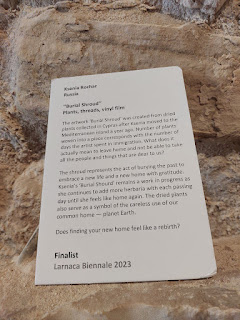 Ksenia Bashar
Russia
"Burial Shroud"
Plants, threads, vinyl film
The artwork 'Burial Shroud' was created from dried
plants collected in Cyprus after Ksenia moved to the
Mediterranean island a year ago. Number of plants
woven into a piece corresponds with the number of
days the artist spent in immigration. What does it
actually mean to leave home and not be able to take
all the people and things that are dear to us?
The shroud represents the act of burying the past to
embrace a new life and a new home with gratitude.
Ksenia's 'Burial Shroud' remains a work in progress as
she continues to add more herbaria with each passing
day until she feels like home again. The dried plants
also serve as a symbol of the careless use of our
common home — planet Earth.
Does finding your new home feel like a rebirth?
Finalist
Larnaca Biennale 2023